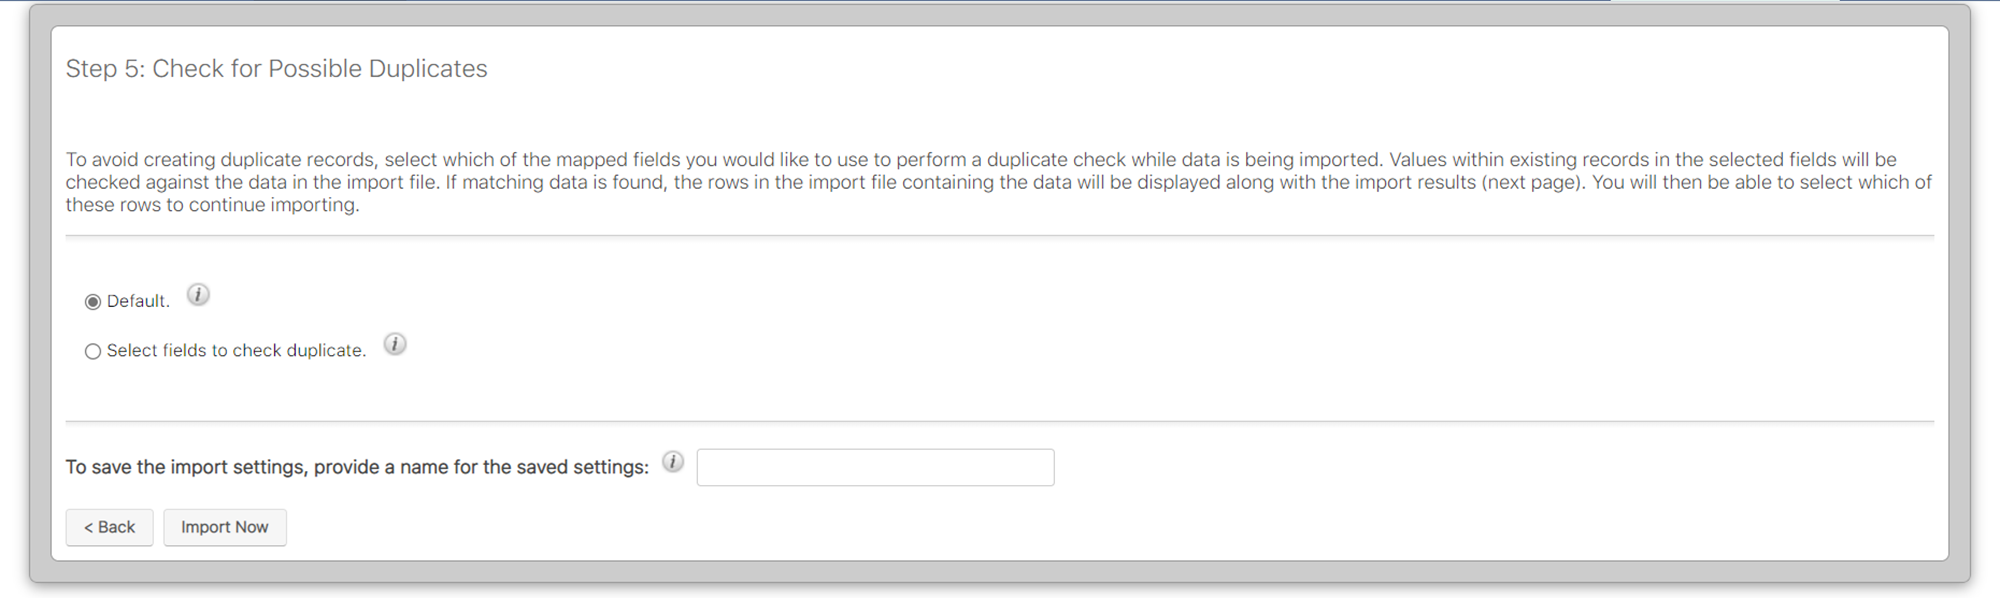 Step 5: Check for Possible Duplicates
To avoid creating duplicate records, select which of the mapped fields you would like to use to perform a duplicate check while data is being imported. Values within existing records in the selected fields will be
checked against the data in the import file. If matching data is found, the rows in the import file containing the data will be displayed along with the import results (next page). You will then be able to select which of
these rows to continue importing.
Default. i
Select fields to check duplicate. i
To save the import settings, provide a name for the saved settings: i
< Back Import Now